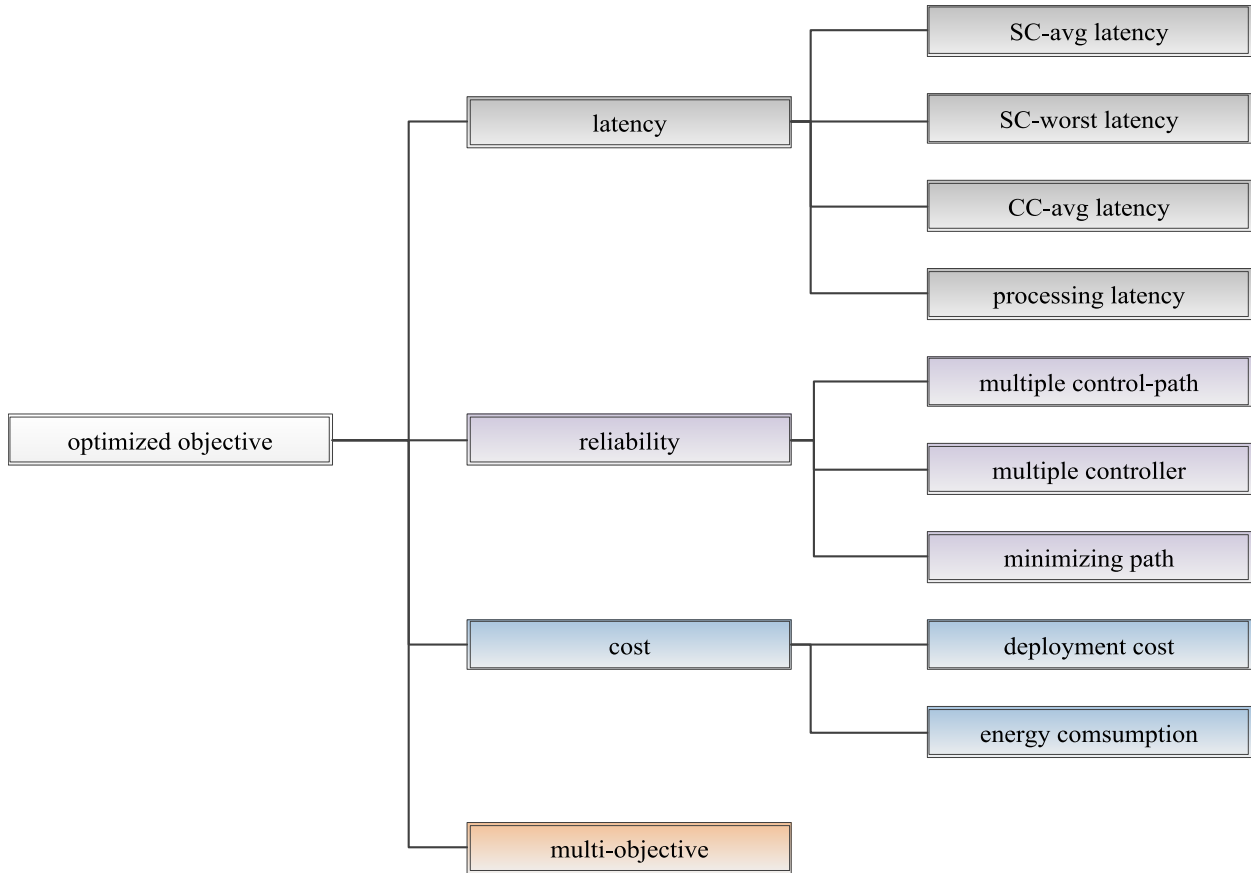 optimized objective
latency
SC-avg latency
SC-worst latency
CC-avg latency
processing latency
reliability
multiple control-path
multiple controller
minimizing path
cost
deployment cost
energy comsumption
multi-objective